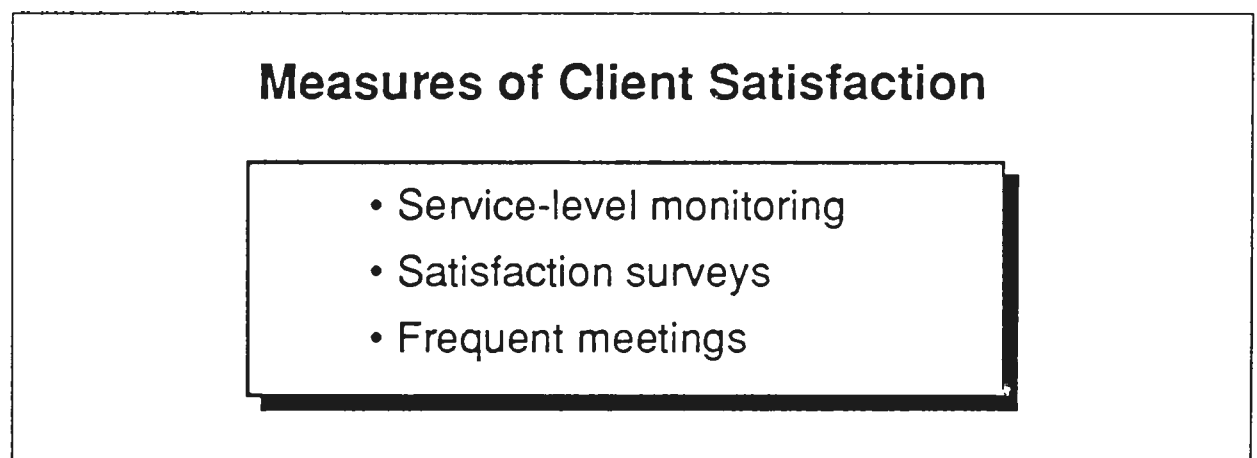 Measures of Client Satisfaction
• Service-level monitoring
• Satisfaction surveys
• Frequent meetings